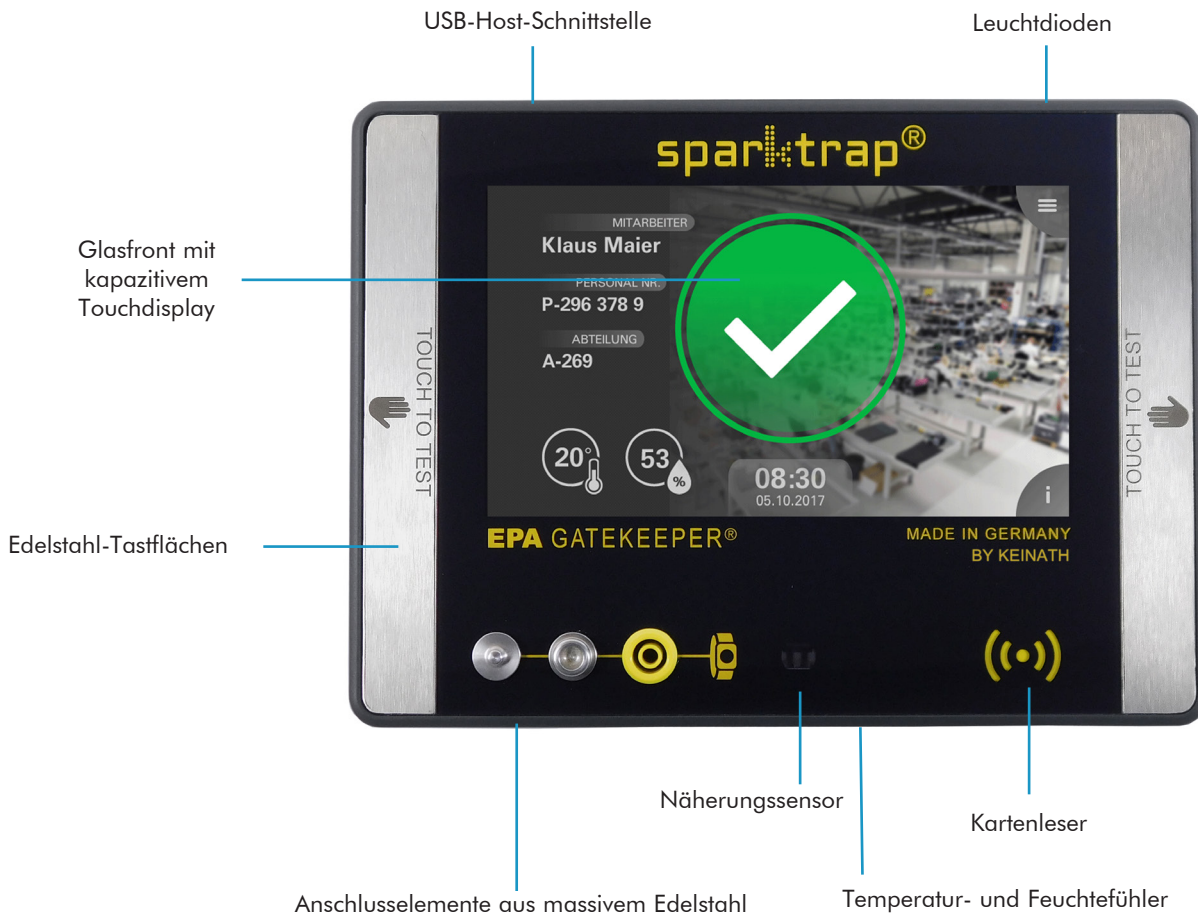 USB-Host-Schnittstelle
Leuchtdioden
sparktrap®
MITARBEITER
Klaus Maier
PERSONAL NR.
P-296 378 9
ABTEILUNG
A-269
20°
53
%
08:30
05.10.2017
i
Glasfront mit
kapazitivem
Touchdisplay
TOUCH TO TEST
TOUCH TO TEST
Edelstahl-Tastflächen
EPA GATEKEEPER®
MADE IN GERMANY
BY KEINATH
Näherungssensor
Kartenleser
Anschlusselemente aus massivem Edelstahl
Temperatur- und Feuchtefühler